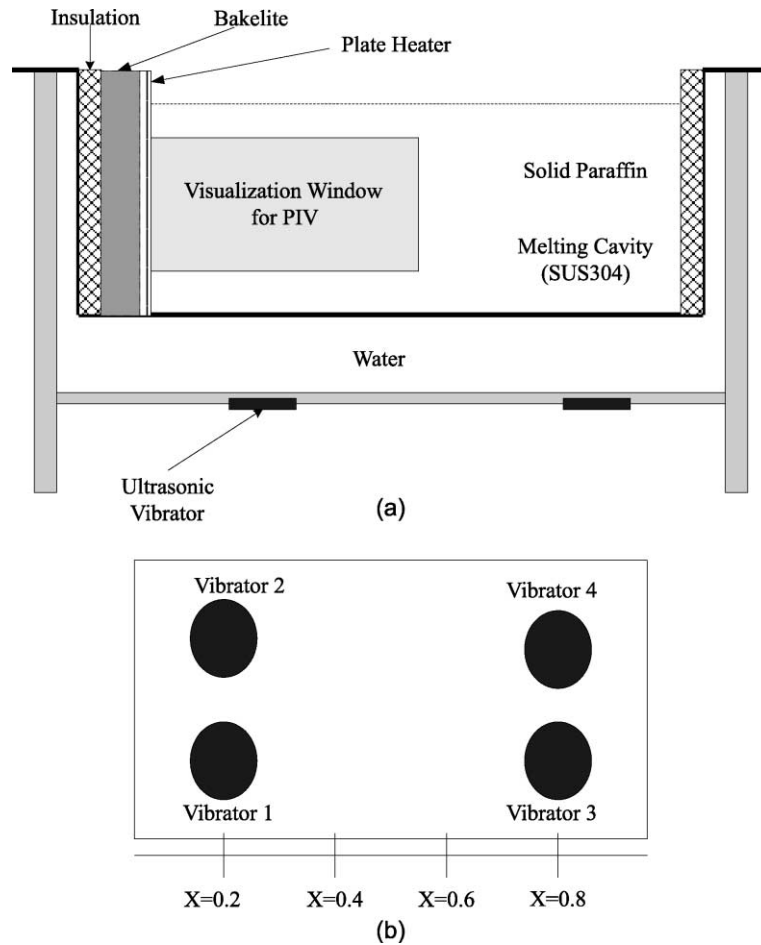 Insulation
Bakelite
Plate Heater
Visualization Window
for PIV
Solid Paraffin
Melting Cavity
(SUS304)
Water
Ultrasonic
Vibrator
(a)
Vibrator 2
Vibrator 4
Vibrator 1
Vibrator 3
X=0.2
X=0.4
X=0.6
X=0.8
(b)